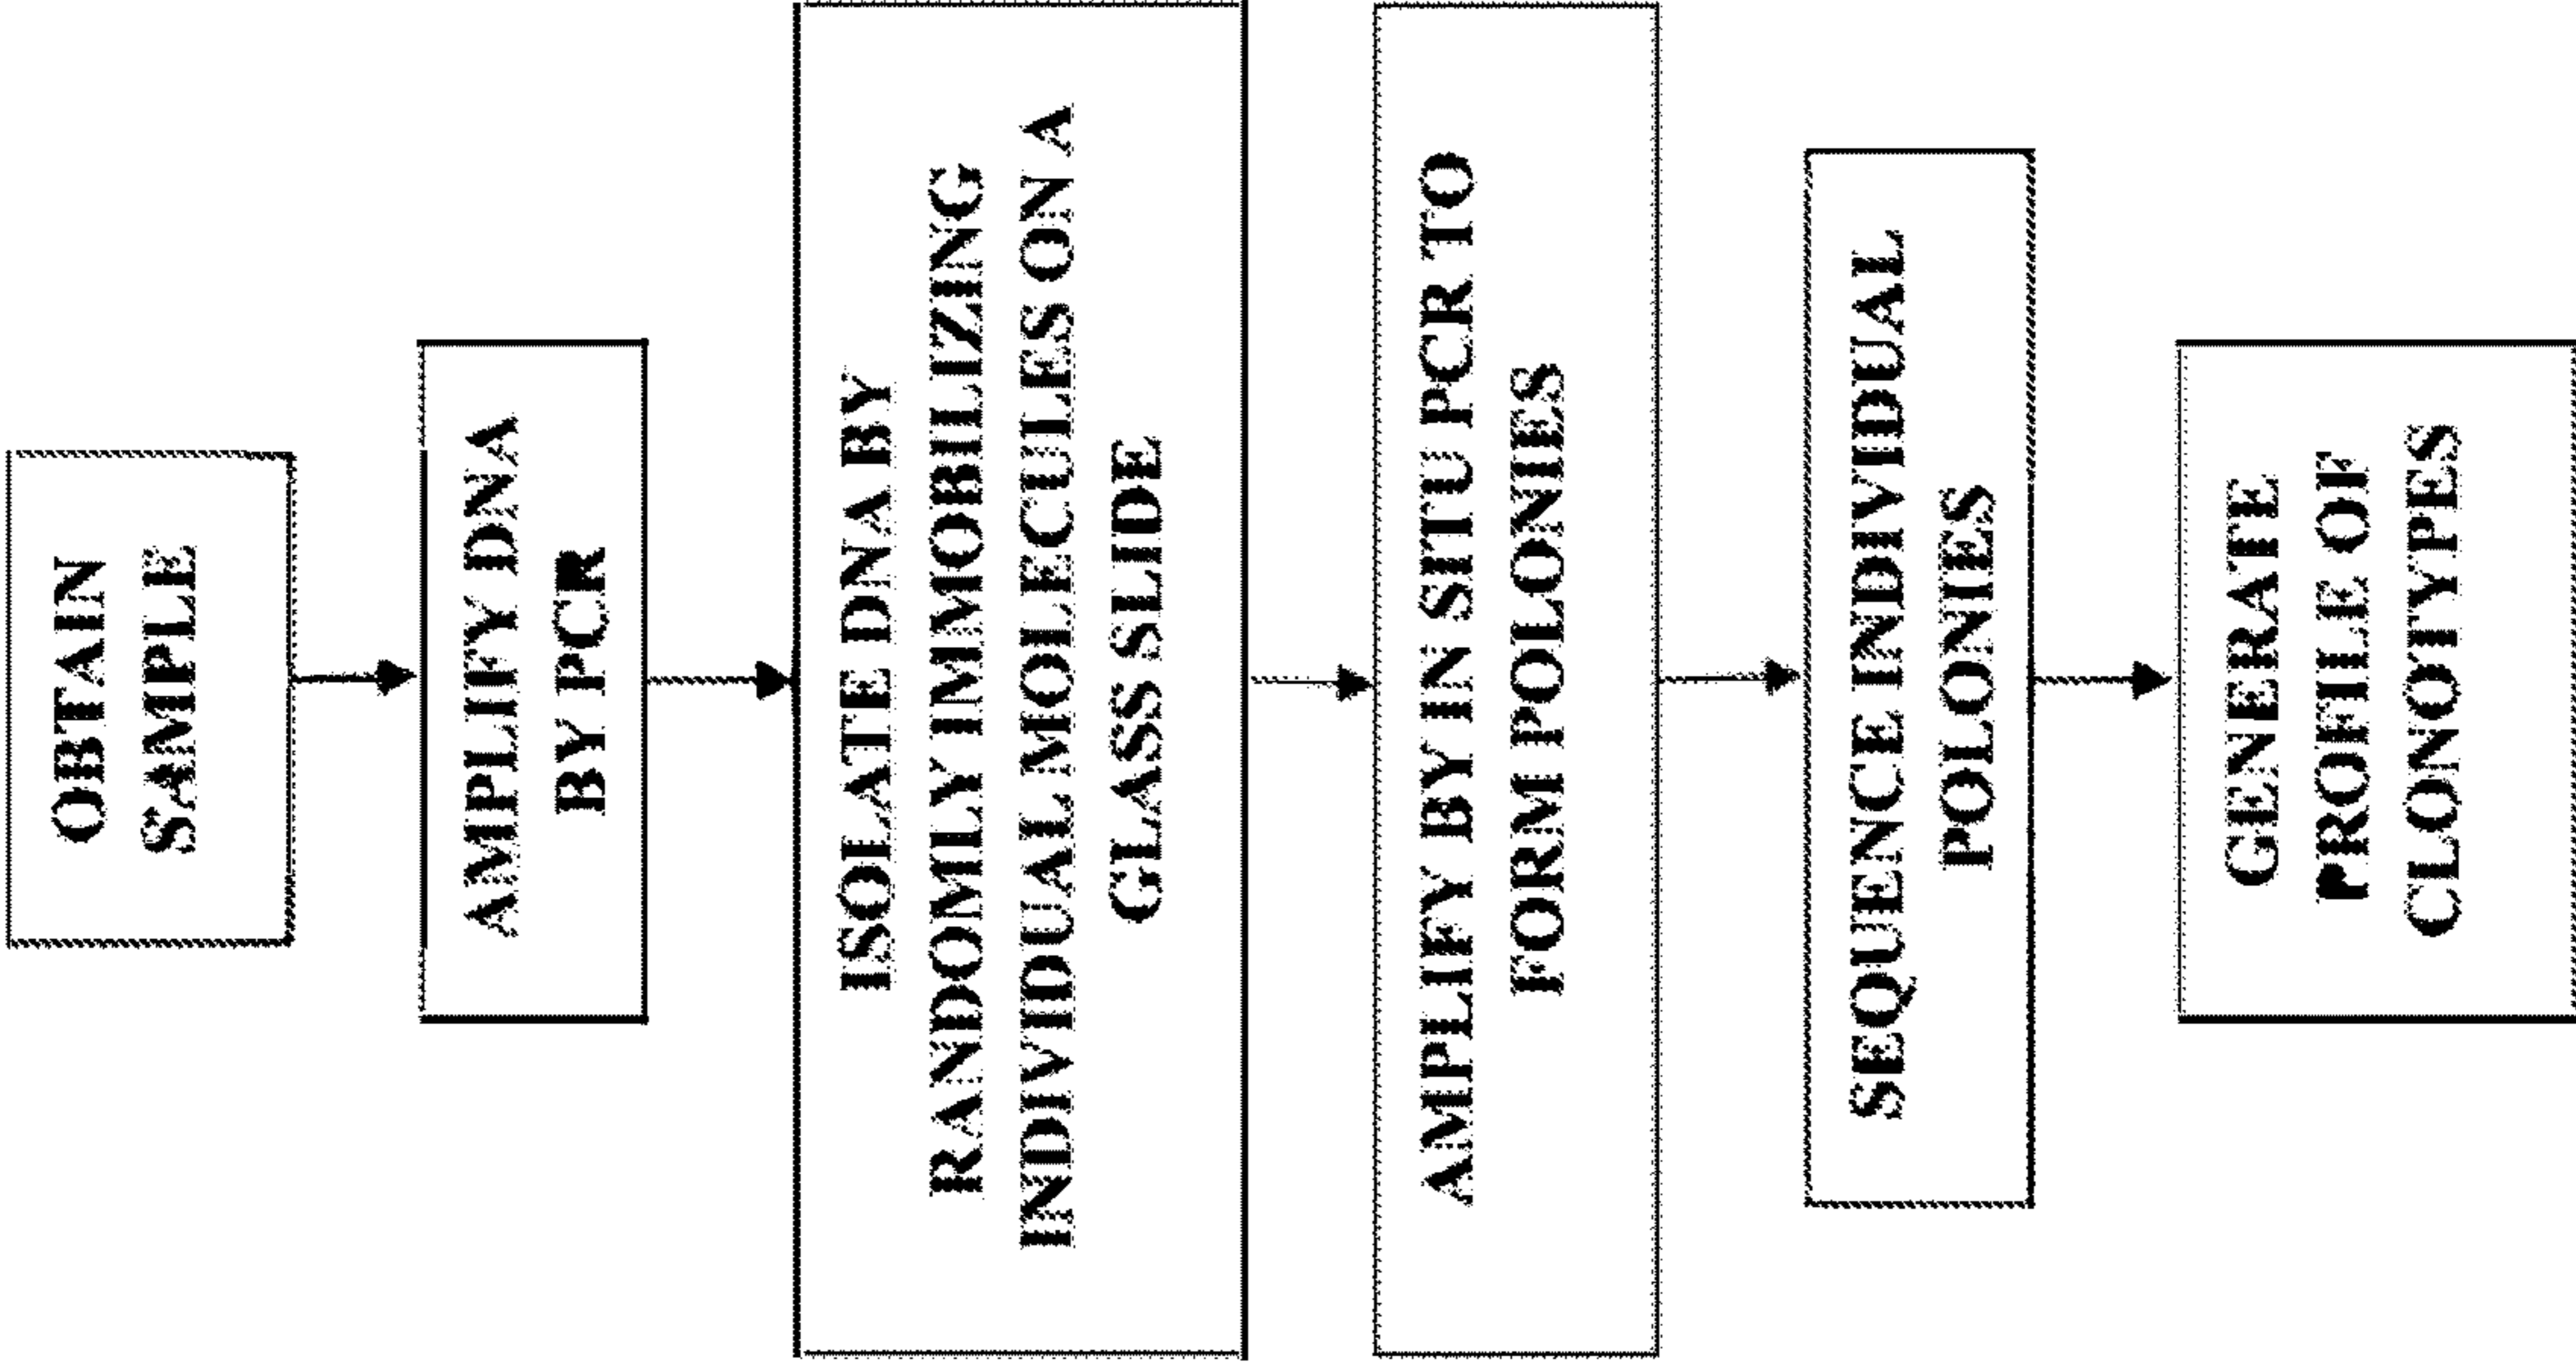 OBTAIN
SAMPLE
AMPLIFY DNA
BY PCR
ISOLATE DNA BY
RANDOMLY IMMOBILIZING
INDIVIDUAL MOLECULES ON A
GLASS SLIDE
AMPLIFY BY IN SITU PCR TO
FORM POLONIES
SEQUENCE INDIVIDUAL
POLONIES
GENERATE
PROFILE OF
CLONOTYPES